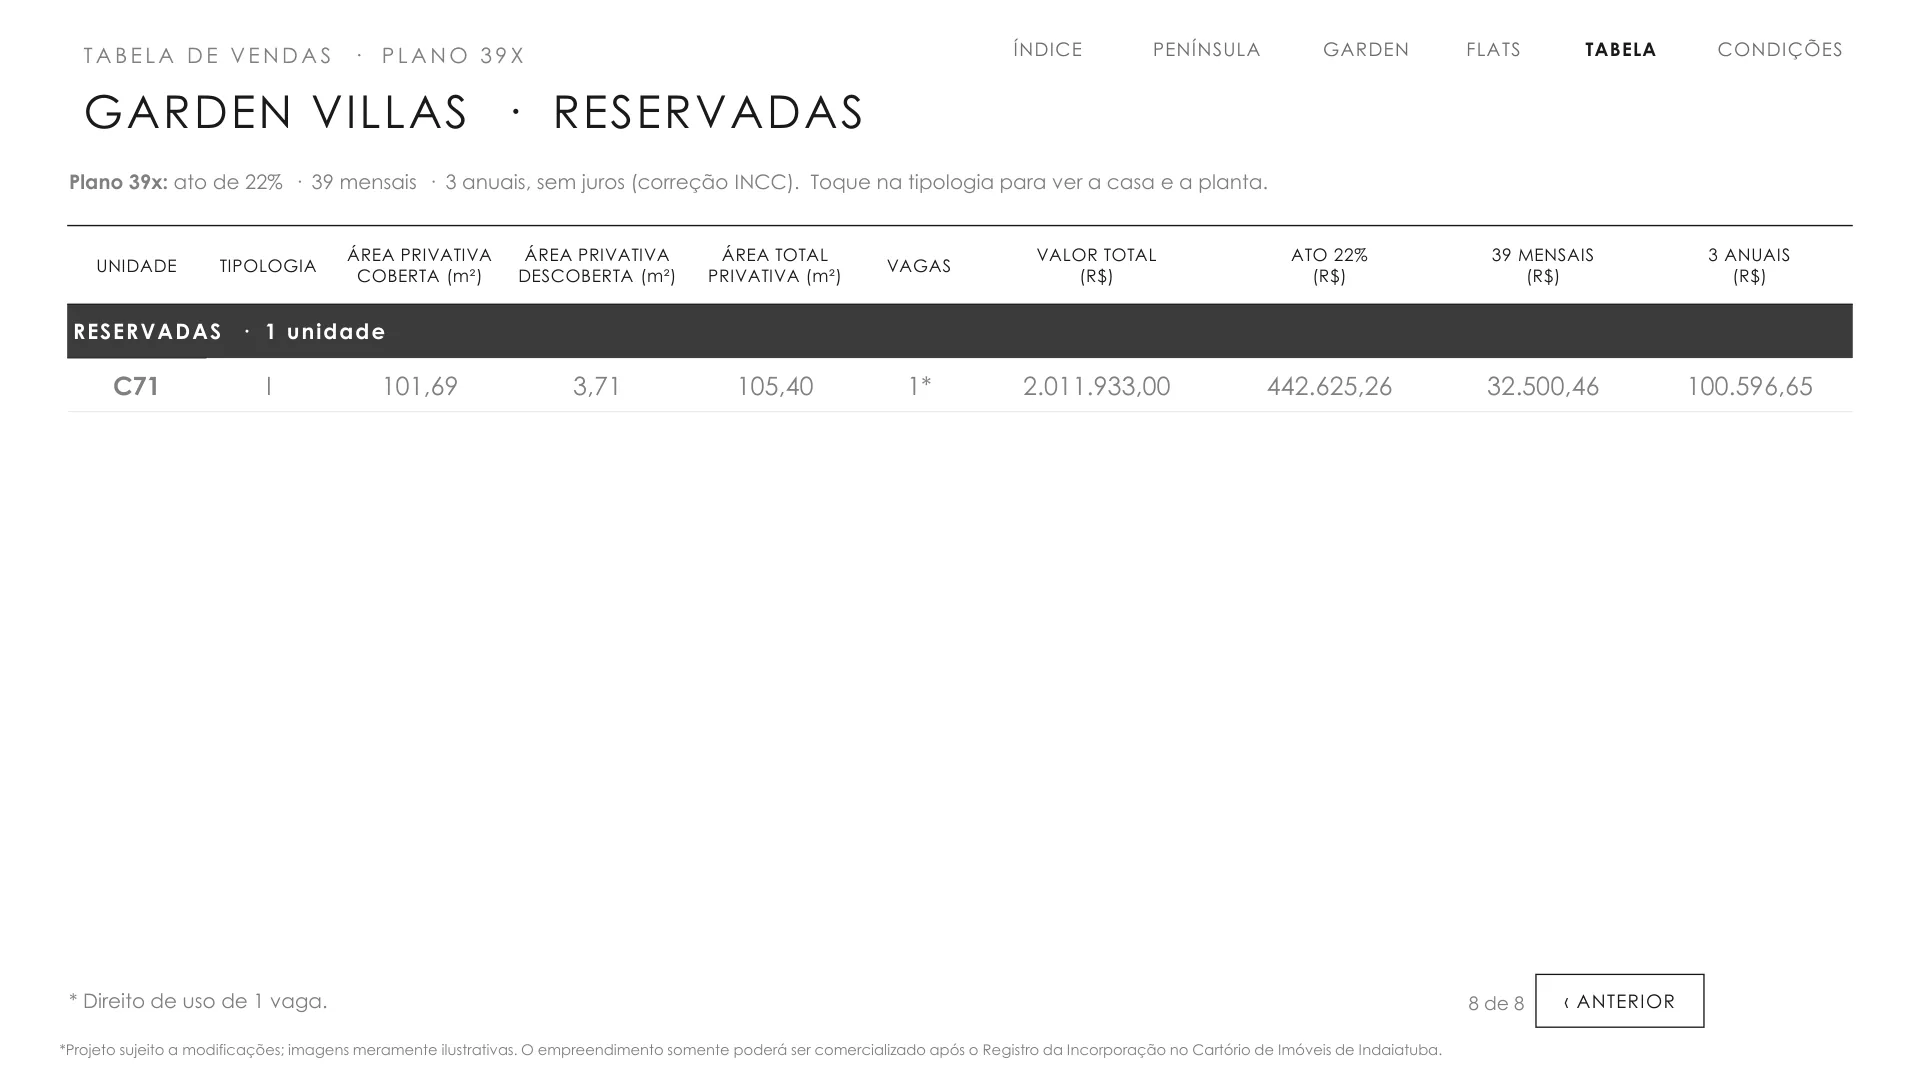 TABELA DE VENDAS · PLANO 39X
ÍNDICE PENÍNSULA GARDEN FLATS TABELA CONDIÇÕES
GARDEN VILLAS · RESERVADAS
Plano 39x: ato de 22% · 39 mensais · 3 anuais, sem juros (correção INCC). Toque na tipologia para ver a casa e a planta.
UNIDADE TIPOLOGIA ÁREA PRIVATIVA COBERTA (m²) ÁREA PRIVATIVA DESCOBERTA (m²) ÁREA TOTAL PRIVATIVA (m²) VAGAS VALOR TOTAL (R$) ATO 22% (R$) 39 MENSAIS (R$) 3 ANUAIS (R$)
RESERVADAS · 1 unidade
C71 I 101,69 3,71 105,40 1* 2.011.933,00 442.625,26 32.500,46 100.596,65
* Direito de uso de 1 vaga.
8 de 8 ‹ ANTERIOR
*Projeto sujeito a modificações; imagens meramente ilustrativas. O empreendimento somente poderá ser comercializado após o Registro da Incorporação no Cartório de Imóveis de Indaiatuba.